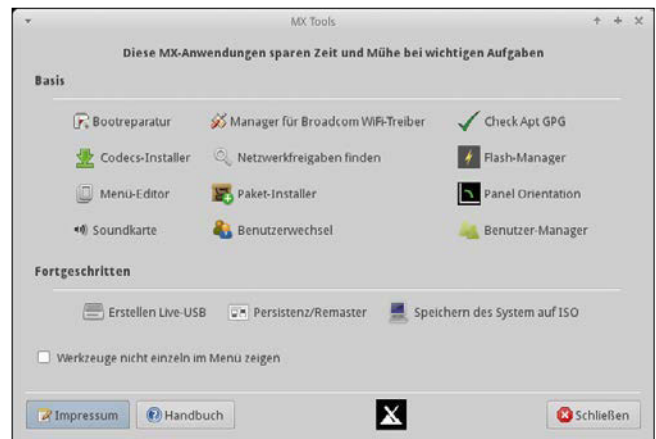 MX Tools
Diese MX-Anwendungen sparen Zeit und Mühe bei wichtigen Aufgaben
Basis
Bootreparatur Manager für Broadcom WiFi-Treiber Check Apt GPG
Codecs-Installer Netzwerkfreigaben finden Flash-Manager
Menü-Editor Paket-Installer Panel Orientation
Soundkarte Benutzerwechsel Benutzer-Manager
Fortgeschritten
Erstellen Live-USB Persistenz/Remaster Speichern des System auf ISO
Werkzeuge nicht einzeln im Menü zeigen
Impressum Handbuch X Schließen